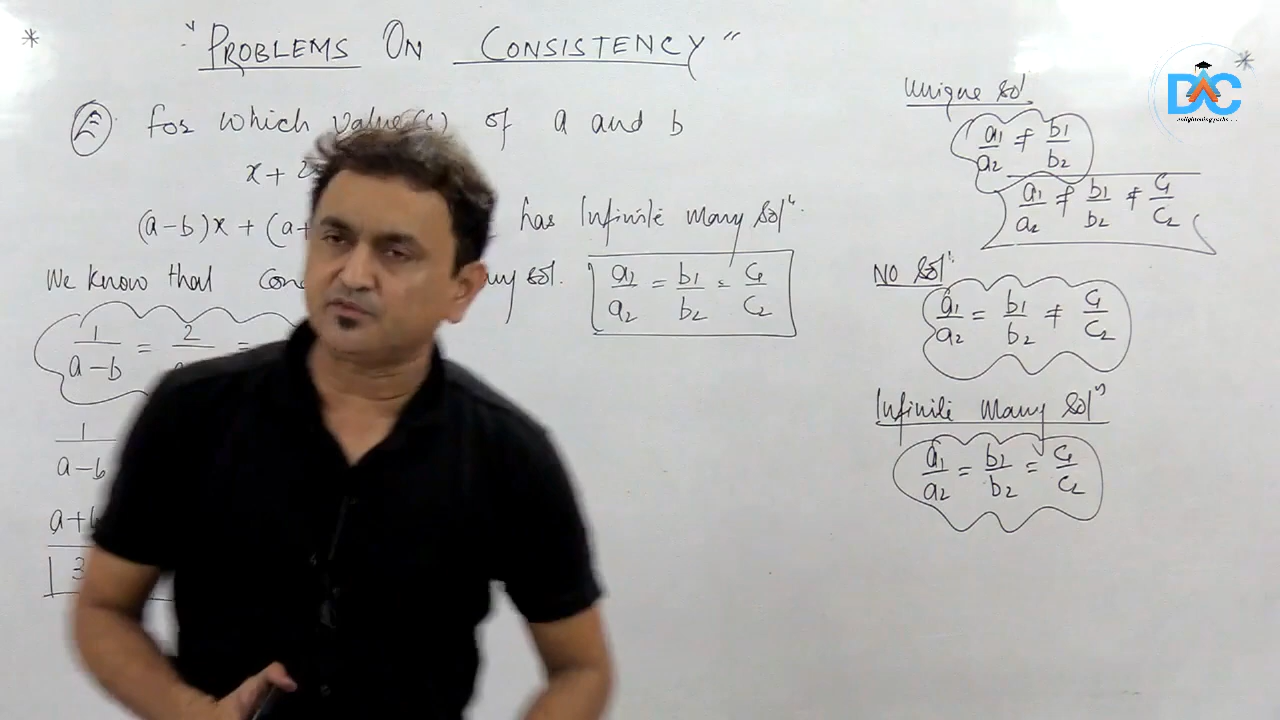 "PROBLEMS ON CONSISTENCY"
for which value(s) of a and b
x + 2
(a-b)x + (a+ has Infinite many Sol".
We know that Con sol. a1/a2 = b1/b2 = c1/c2
1/(a-b) = 2/ =
1/(a-b)
a+
3
Unique Sol
a1/a2 ≠ b1/b2
a1/a2 ≠ b1/b2 ≠ c1/c2
No Sol"
a1/a2 = b1/b2 ≠ c1/c2
Infinite Many Sol"
a1/a2 = b1/b2 = c1/c2
DAC